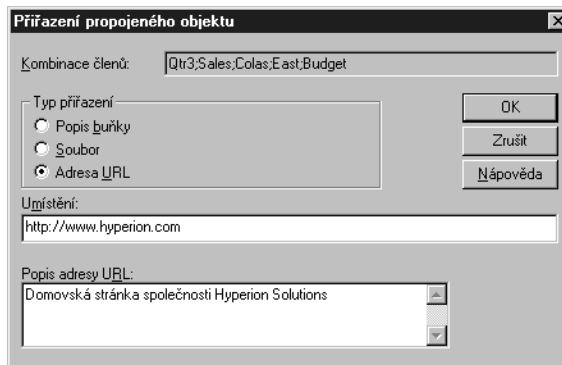 Přiřazení propojeného objektu
Kombinace členů: Qtr3;Sales;Colas;East;Budget
Typ přiřazení
Popis buňky
Soubor
Adresa URL
OK
Zrušit
Nápověda
Umístění:
http://www.hyperion.com
Popis adresy URL:
Domovská stránka společnosti Hyperion Solutions